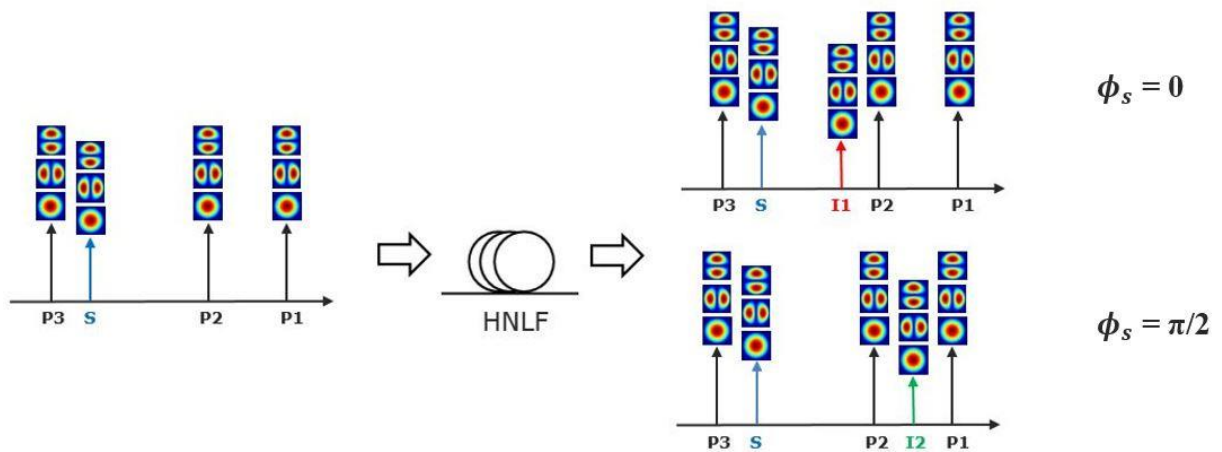 P3 S P2 P1
HNLF
P3 S I1 P2 P1
ϕₛ = 0
P3 S P2 I2 P1
ϕₛ = π/2